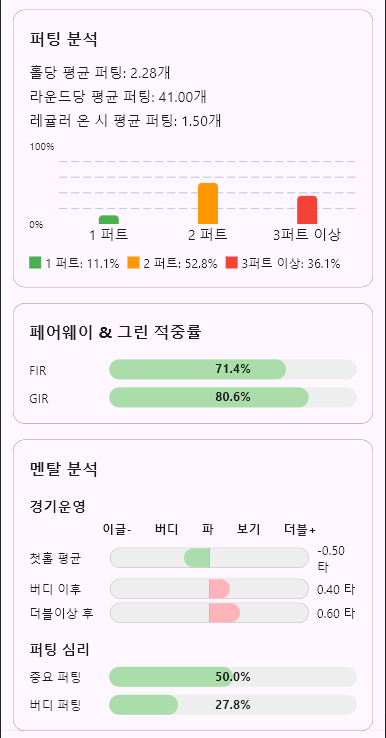 퍼팅 분석
홀당 평균 퍼팅: 2.28개
라운드당 평균 퍼팅: 41.00개
레귤러 온 시 평균 퍼팅: 1.50개
100%
0%
1 퍼트 2 퍼트 3퍼트 이상
1 퍼트: 11.1% 2 퍼트: 52.8% 3퍼트 이상: 36.1%
페어웨이 & 그린 적중률
FIR 71.4%
GIR 80.6%
멘탈 분석
경기운영
이글- 버디 파 보기 더블+
첫홀 평균 -0.50
타
버디 이후 0.40 타
더블이상 후 0.60 타
퍼팅 심리
중요 퍼팅 50.0%
버디 퍼팅 27.8%